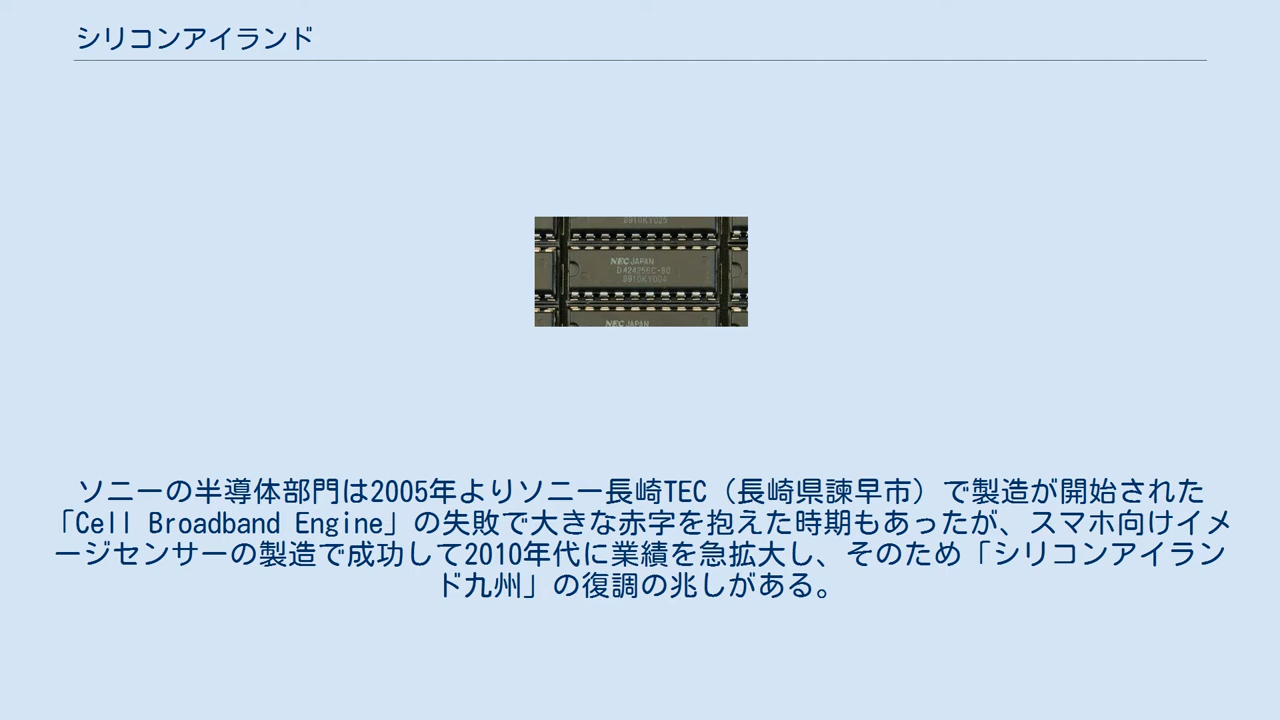 シリコンアイランド
NEC JAPAN
D424256C-80
9910KY004
NEC JAPAN
ソニーの半導体部門は2005年よりソニー長崎TEC（長崎県諫早市）で製造が開始された
「Cell Broadband Engine」の失敗で大きな赤字を抱えた時期もあったが、スマホ向けイメ
ージセンサーの製造で成功して2010年代に業績を急拡大し、そのため「シリコンアイラン
ド九州」の復調の兆しがある。